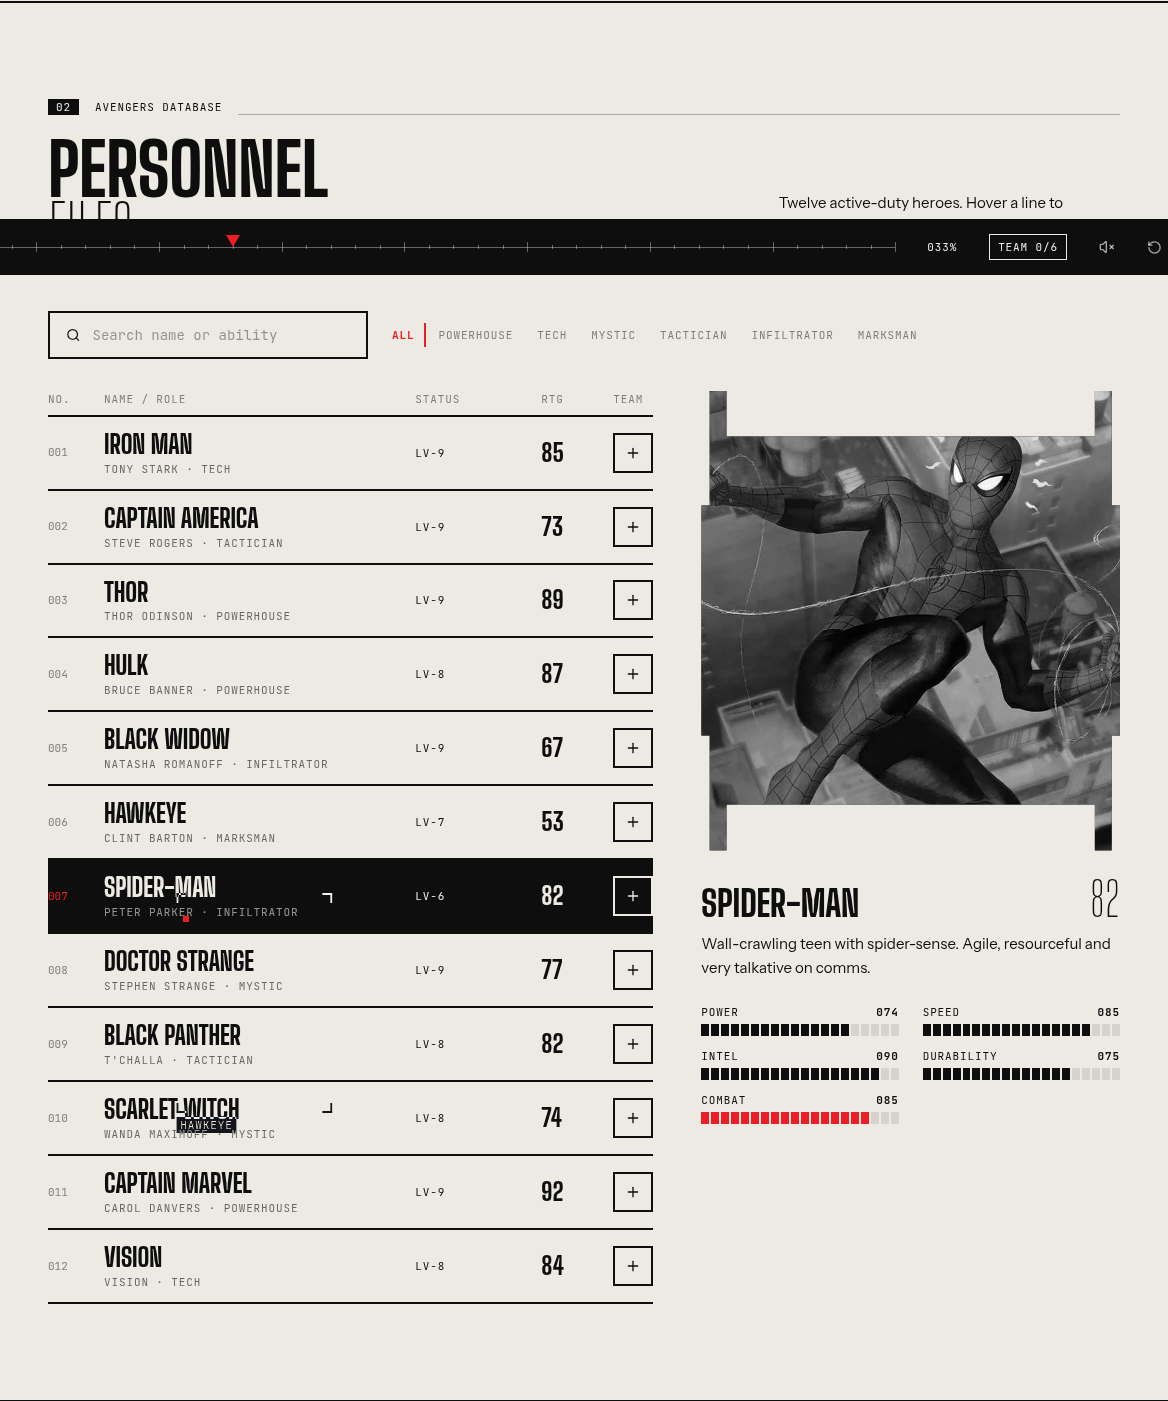 02 AVENGERS DATABASE
PERSONNEL
FILES
Twelve active-duty heroes. Hover a line to
033% TEAM 0/6
Search name or ability
ALL POWERHOUSE TECH MYSTIC TACTICIAN INFILTRATOR MARKSMAN
NO. NAME / ROLE STATUS RTG TEAM
001 IRON MAN LV-9 85 +
TONY STARK · TECH
002 CAPTAIN AMERICA LV-9 73 +
STEVE ROGERS · TACTICIAN
003 THOR LV-9 89 +
THOR ODINSON · POWERHOUSE
004 HULK LV-8 87 +
BRUCE BANNER · POWERHOUSE
005 BLACK WIDOW LV-9 67 +
NATASHA ROMANOFF · INFILTRATOR
006 HAWKEYE LV-7 53 +
CLINT BARTON · MARKSMAN
007 SPIDER-MAN LV-6 82 +
PETER PARKER · INFILTRATOR
008 DOCTOR STRANGE LV-9 77 +
STEPHEN STRANGE · MYSTIC
009 BLACK PANTHER LV-8 82 +
T'CHALLA · TACTICIAN
010 SCARLET WITCH LV-8 74 +
HAWKEYE
WANDA MAXIMOFF · MYSTIC
011 CAPTAIN MARVEL LV-9 92 +
CAROL DANVERS · POWERHOUSE
012 VISION LV-8 84 +
VISION · TECH
SPIDER-MAN 82
Wall-crawling teen with spider-sense. Agile, resourceful and
very talkative on comms.
POWER 074 SPEED 085
INTEL 090 DURABILITY 075
COMBAT 085